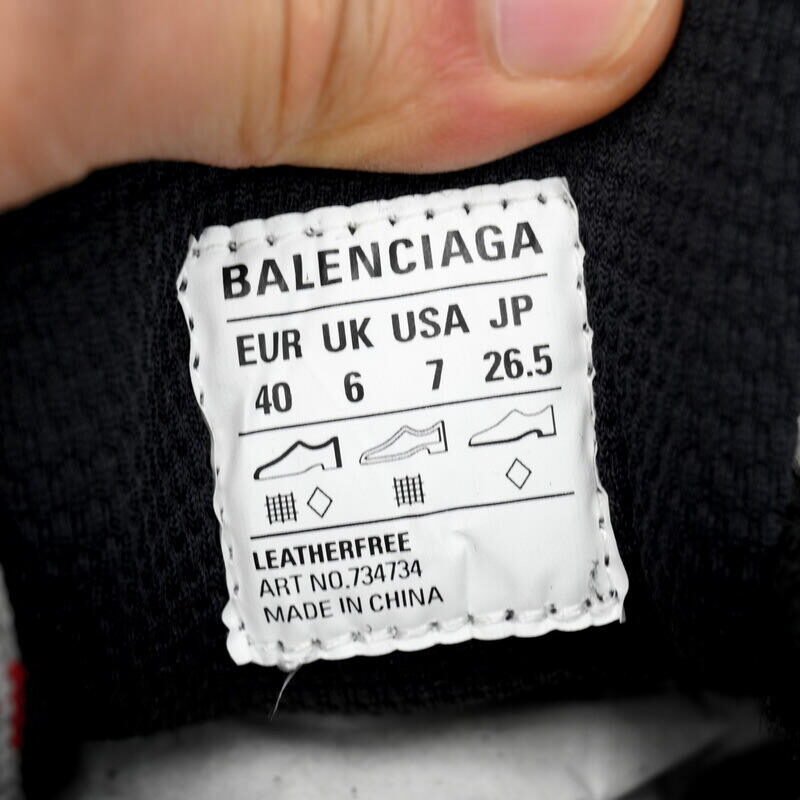 BALENCIAGA
EUR UK USA JP
40 6 7 26.5
LEATHERFREE
ART NO.734734
MADE IN CHINA